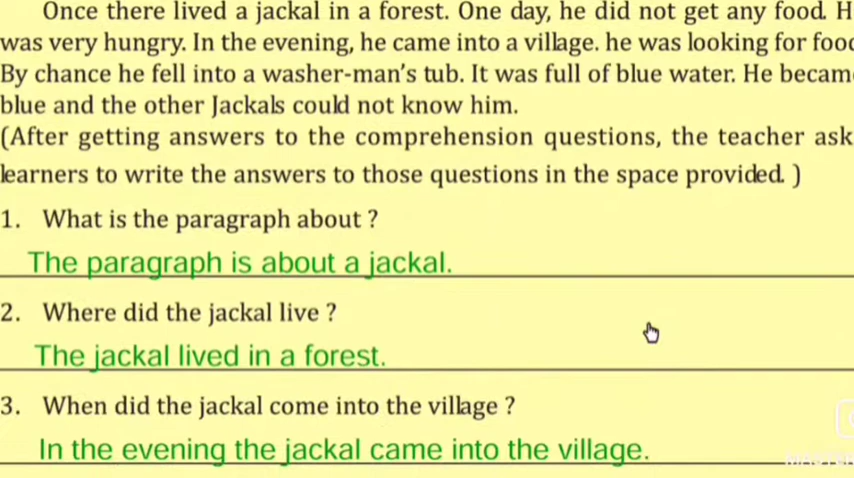 Once there lived a jackal in a forest. One day, he did not get any food. H
was very hungry. In the evening, he came into a village. he was looking for foo
By chance he fell into a washer-man's tub. It was full of blue water. He becam
blue and the other Jackals could not know him.
(After getting answers to the comprehension questions, the teacher ask
learners to write the answers to those questions in the space provided. )
1. What is the paragraph about ?
The paragraph is about a jackal.
2. Where did the jackal live ?
The jackal lived in a forest.
3. When did the jackal come into the village ?
In the evening the jackal came into the village.